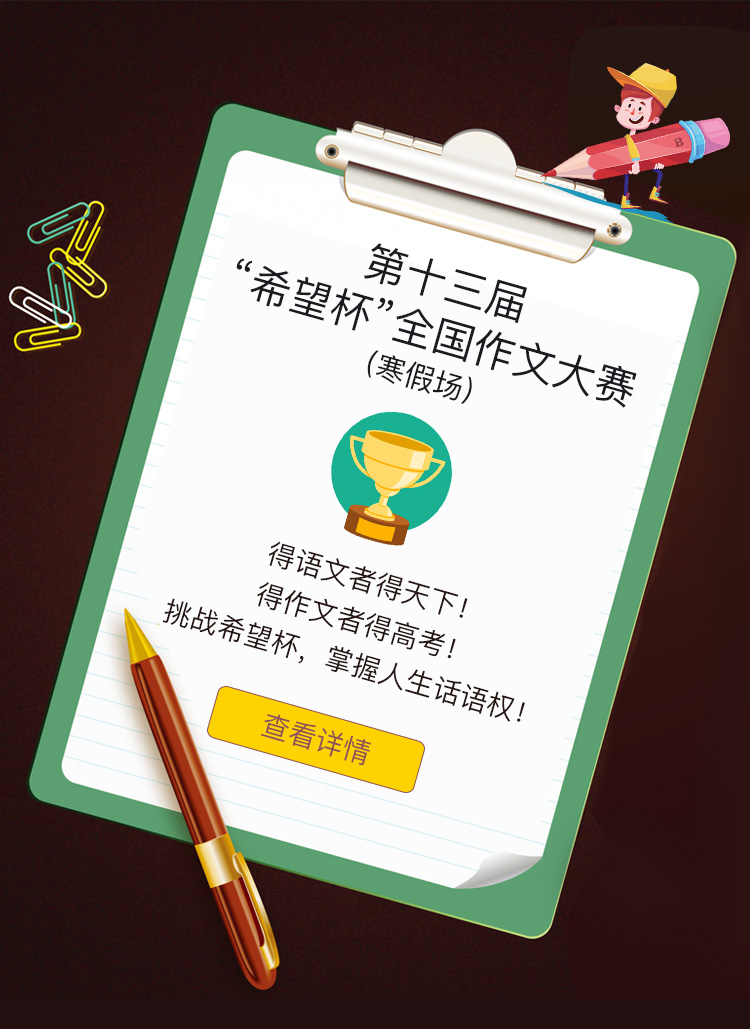 第十三届
“希望杯”全国作文大赛
(寒假场)
得语文者得天下！
得作文者得高考！
挑战希望杯，掌握人生话语权！
查看详情
B